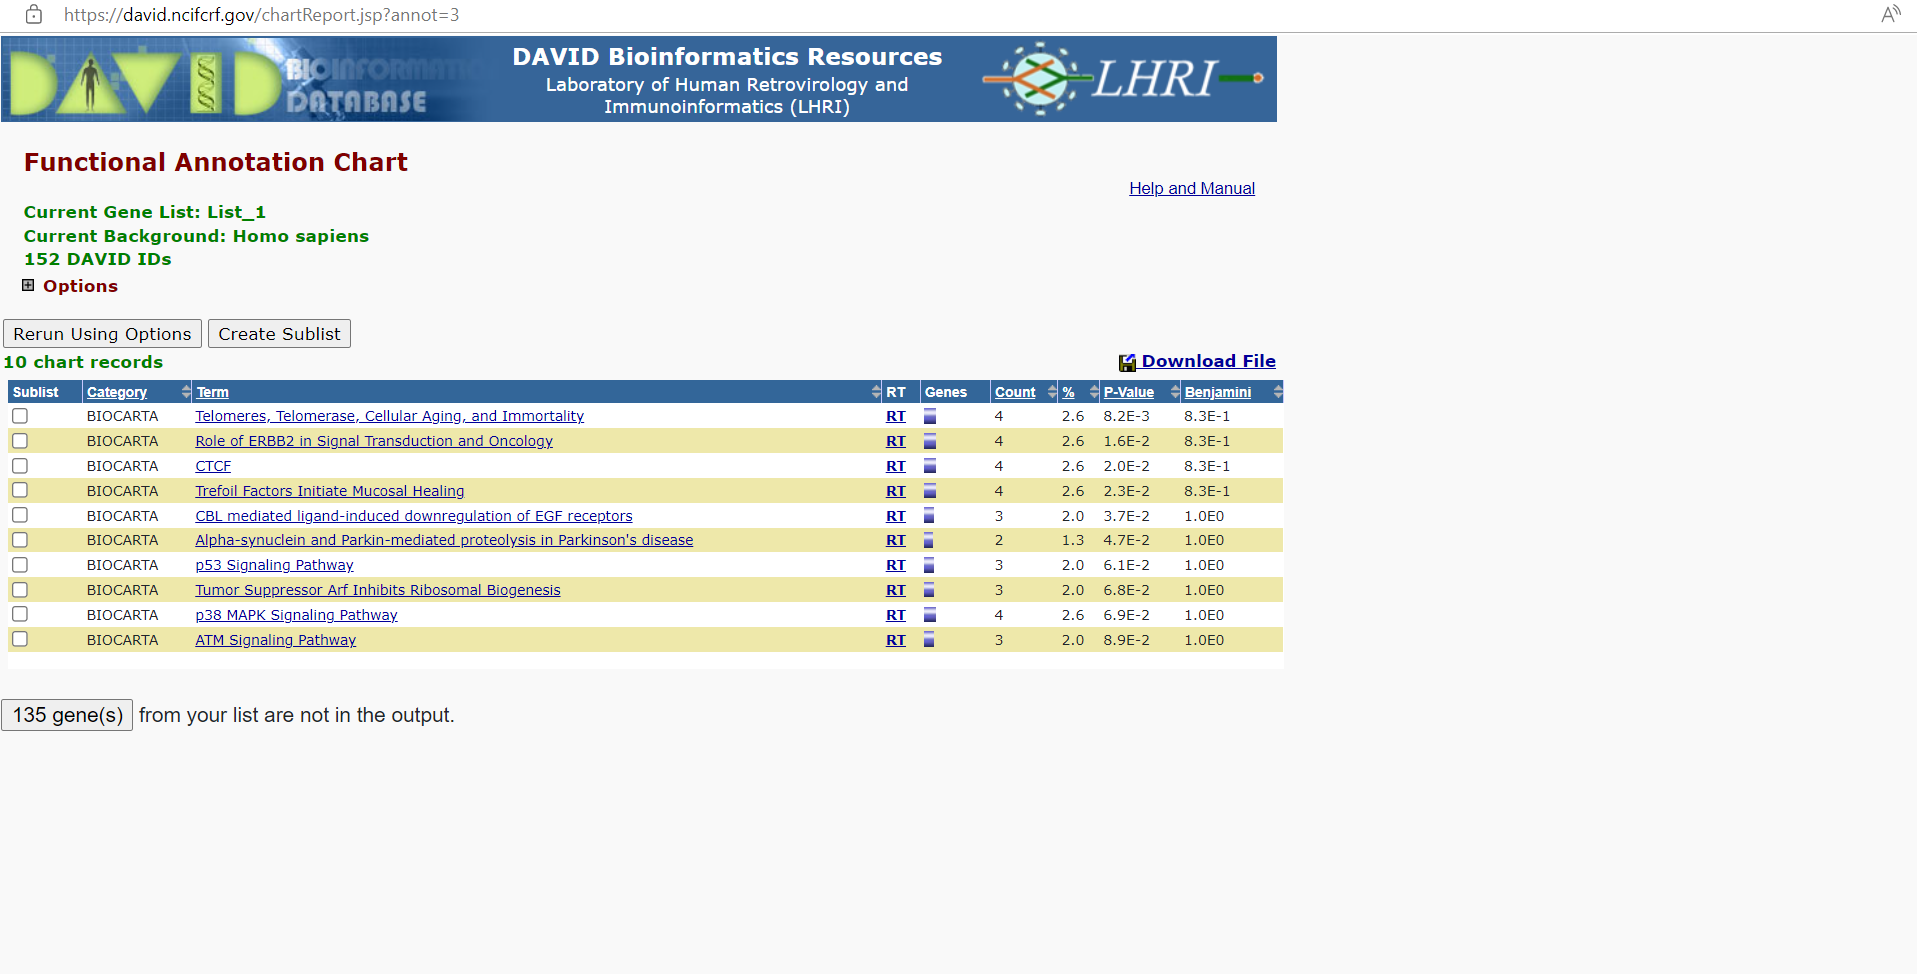 https://david.ncifcrf.gov/chartReport.jsp?annot=3
DAVID BIOINFORMATICS DATABASE
DAVID Bioinformatics Resources
Laboratory of Human Retrovirology and
Immunoinformatics (LHRI)
LHRI
Functional Annotation Chart
Help and Manual
Current Gene List: List_1
Current Background: Homo sapiens
152 DAVID IDs
Options
Rerun Using Options Create Sublist
10 chart records Download File
Sublist Category Term RT Genes Count % P-Value Benjamini
BIOCARTA Telomeres, Telomerase, Cellular Aging, and Immortality RT 4 2.6 8.2E-3 8.3E-1
BIOCARTA Role of ERBB2 in Signal Transduction and Oncology RT 4 2.6 1.6E-2 8.3E-1
BIOCARTA CTCF RT 4 2.6 2.0E-2 8.3E-1
BIOCARTA Trefoil Factors Initiate Mucosal Healing RT 4 2.6 2.3E-2 8.3E-1
BIOCARTA CBL mediated ligand-induced downregulation of EGF receptors RT 3 2.0 3.7E-2 1.0E0
BIOCARTA Alpha-synuclein and Parkin-mediated proteolysis in Parkinson's disease RT 2 1.3 4.7E-2 1.0E0
BIOCARTA p53 Signaling Pathway RT 3 2.0 6.1E-2 1.0E0
BIOCARTA Tumor Suppressor Arf Inhibits Ribosomal Biogenesis RT 3 2.0 6.8E-2 1.0E0
BIOCARTA p38 MAPK Signaling Pathway RT 4 2.6 6.9E-2 1.0E0
BIOCARTA ATM Signaling Pathway RT 3 2.0 8.9E-2 1.0E0
135 gene(s) from your list are not in the output.